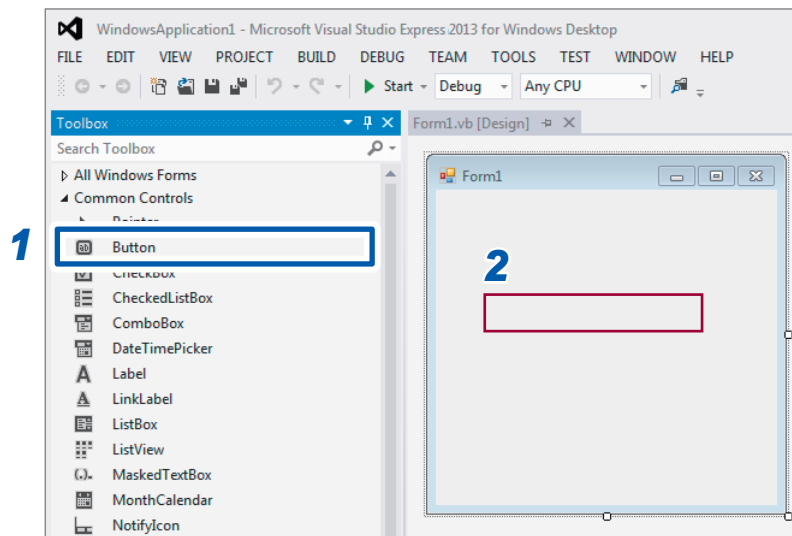 WindowsApplication1 - Microsoft Visual Studio Express 2013 for Windows Desktop
FILE EDIT VIEW PROJECT BUILD DEBUG TEAM TOOLS TEST WINDOW HELP
Start Debug Any CPU
Toolbox
Form1.vb [Design]
Search Toolbox
All Windows Forms
Form1
Common Controls
Pointer
1
Button
2
CheckBox
CheckedListBox
ComboBox
DateTimePicker
A Label
A LinkLabel
ListBox
ListView
(.). MaskedTextBox
MonthCalendar
NotifyIcon